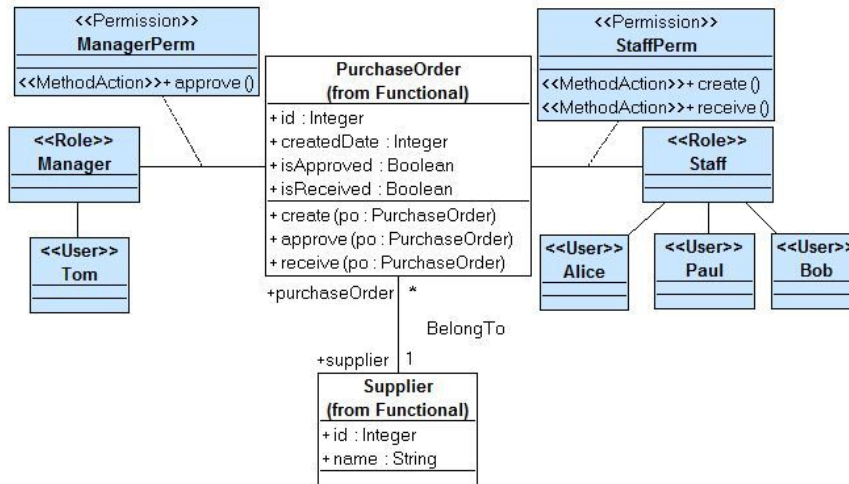 <<Permission>>
ManagerPerm
<<MethodAction>>+ approve ()
<<Permission>>
StaffPerm
<<MethodAction>>+ create ()
<<MethodAction>>+ receive ()
PurchaseOrder
(from Functional)
+ id : Integer
+ createdDate : Integer
+ isApproved : Boolean
+ isReceived : Boolean
+ create (po : PurchaseOrder)
+ approve (po : PurchaseOrder)
+ receive (po : PurchaseOrder)
<<Role>>
Manager
<<Role>>
Staff
<<User>>
Tom
<<User>>
Alice
<<User>>
Paul
<<User>>
Bob
+purchaseOrder *
BelongTo
+supplier 1
Supplier
(from Functional)
+ id : Integer
+ name : String